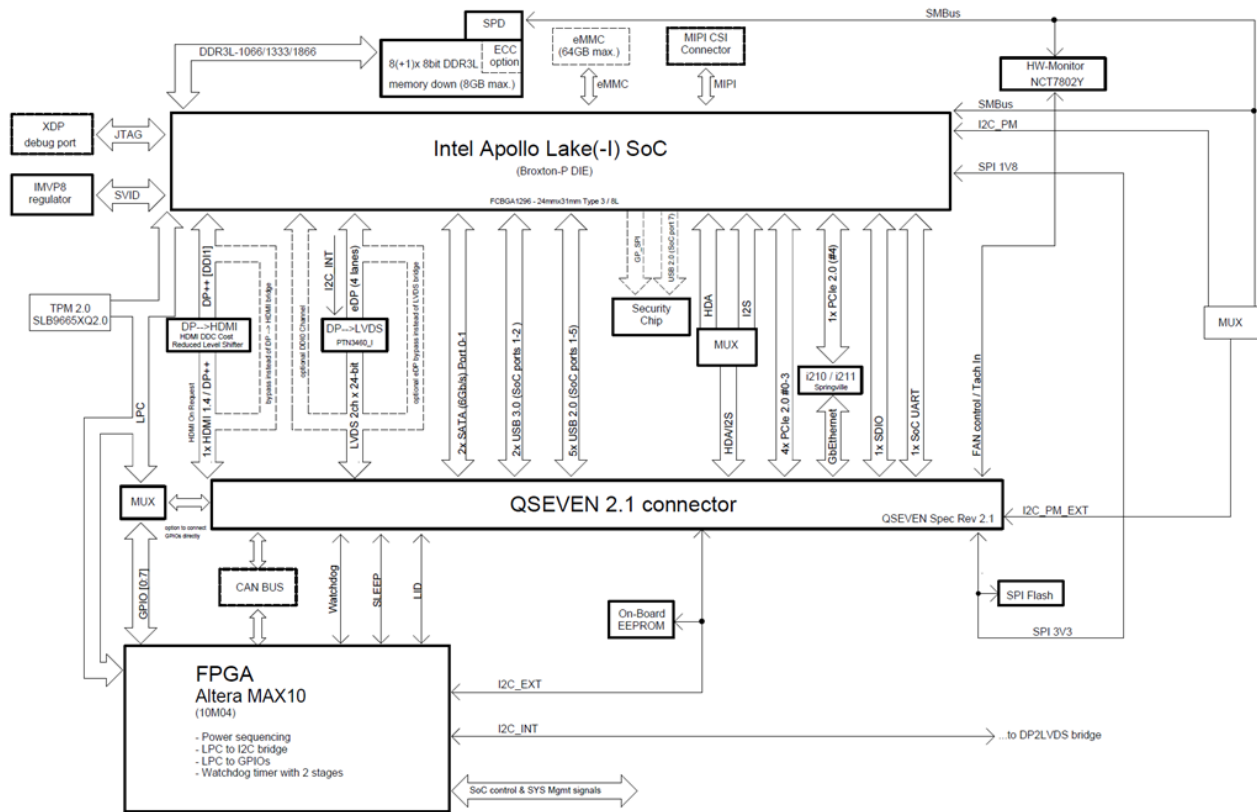 SPD
SMBus
DDR3L-1066/1333/1866
8(+1)x 8bit DDR3L
memory down (8GB max.)
ECC
option
eMMC
(64GB max.)
MIPI CSI
Connector
HW-Monitor
NCT7802Y
eMMC
MIPI
SMBus
I2C_PM
SPI 1V8
XDP
debug port
JTAG
IMVP8
regulator
SVID
Intel Apollo Lake(-I) SoC
(Broxton-P DIE)
FCBGA1296 - 24mmx31mm Type 3 / 8L
TPM 2.0
SLB9665XQ2.0
LPC
DP++ [DDI1]
DP-->HDMI
HDMI DDC Cost
Reduced Level Shifter
HDMI On Request
1x HDMI 1.4 / DP++
bypass instead of DP --> HDMI bridge
optional DDI0 Channel
I2C_INT
eDP (4 lanes)
DP-->LVDS
PTN3460_I
LVDS 2ch x 24-bit
optional eDP bypass instead of LVDS bridge
2x SATA (6Gb/s) Port 0-1
2x USB 3.0 (SoC ports 1-2 )
5x USB 2.0 (SoC ports 1-5)
GP_SPI
USB 2.0 (SoC port 7)
Security
Chip
HDA
I2S
MUX
HDA/I2S
4x PCIe 2.0 #0-3
1x PCIe 2.0 (#4)
i210 / i211
Springville
GbEthernet
1x SDIO
1x SoC UART
FAN control / Tach In
MUX
MUX
option to connect
GPIOs directly
QSEVEN 2.1 connector
QSEVEN Spec Rev 2.1
I2C_PM_EXT
GPIO [0:7]
CAN BUS
Watchdog
SLEEP
LID
On-Board
EEPROM
SPI Flash
SPI 3V3
FPGA
Altera MAX10
(10M04)
- Power sequencing
- LPC to I2C bridge
- LPC to GPIOs
- Watchdog timer with 2 stages
I2C_EXT
I2C_INT
...to DP2LVDS bridge
SoC control & SYS Mgmt signals